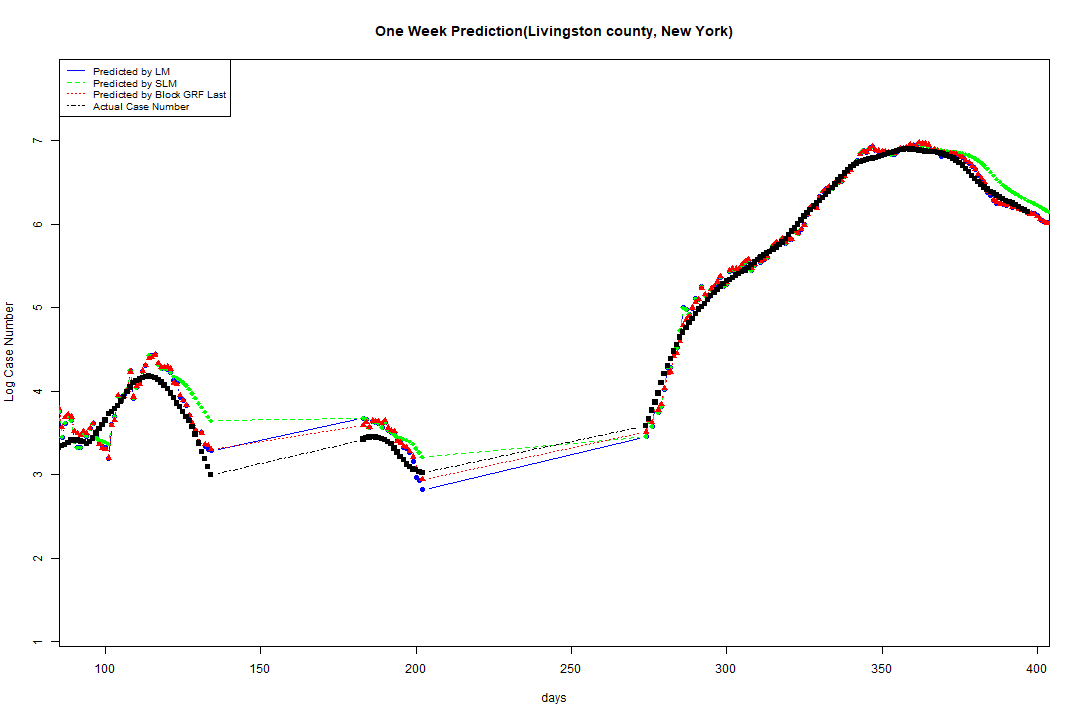 One Week Prediction(Livingston county, New York)
Predicted by LM
Predicted by SLM
Predicted by Block GRF Last
Actual Case Number
7
6
5
4
3
2
1
Log Case Number
100 150 200 250 300 350 400
days